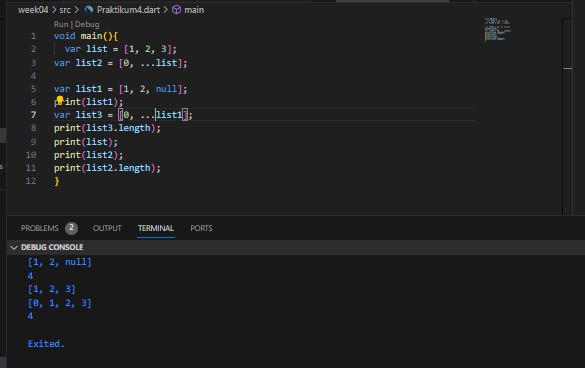 week04 > src > Praktikum4.dart > main
Run | Debug
1 void main(){
2 var list = [1, 2, 3];
3 var list2 = [0, ...list];
4
5 var list1 = [1, 2, null];
6 print(list1);
7 var list3 = [0, ...list1];
8 print(list3.length);
9 print(list);
10 print(list2);
11 print(list2.length);
12 }
PROBLEMS 2 OUTPUT TERMINAL PORTS
DEBUG CONSOLE
[1, 2, null]
4
[1, 2, 3]
[0, 1, 2, 3]
4
Exited.